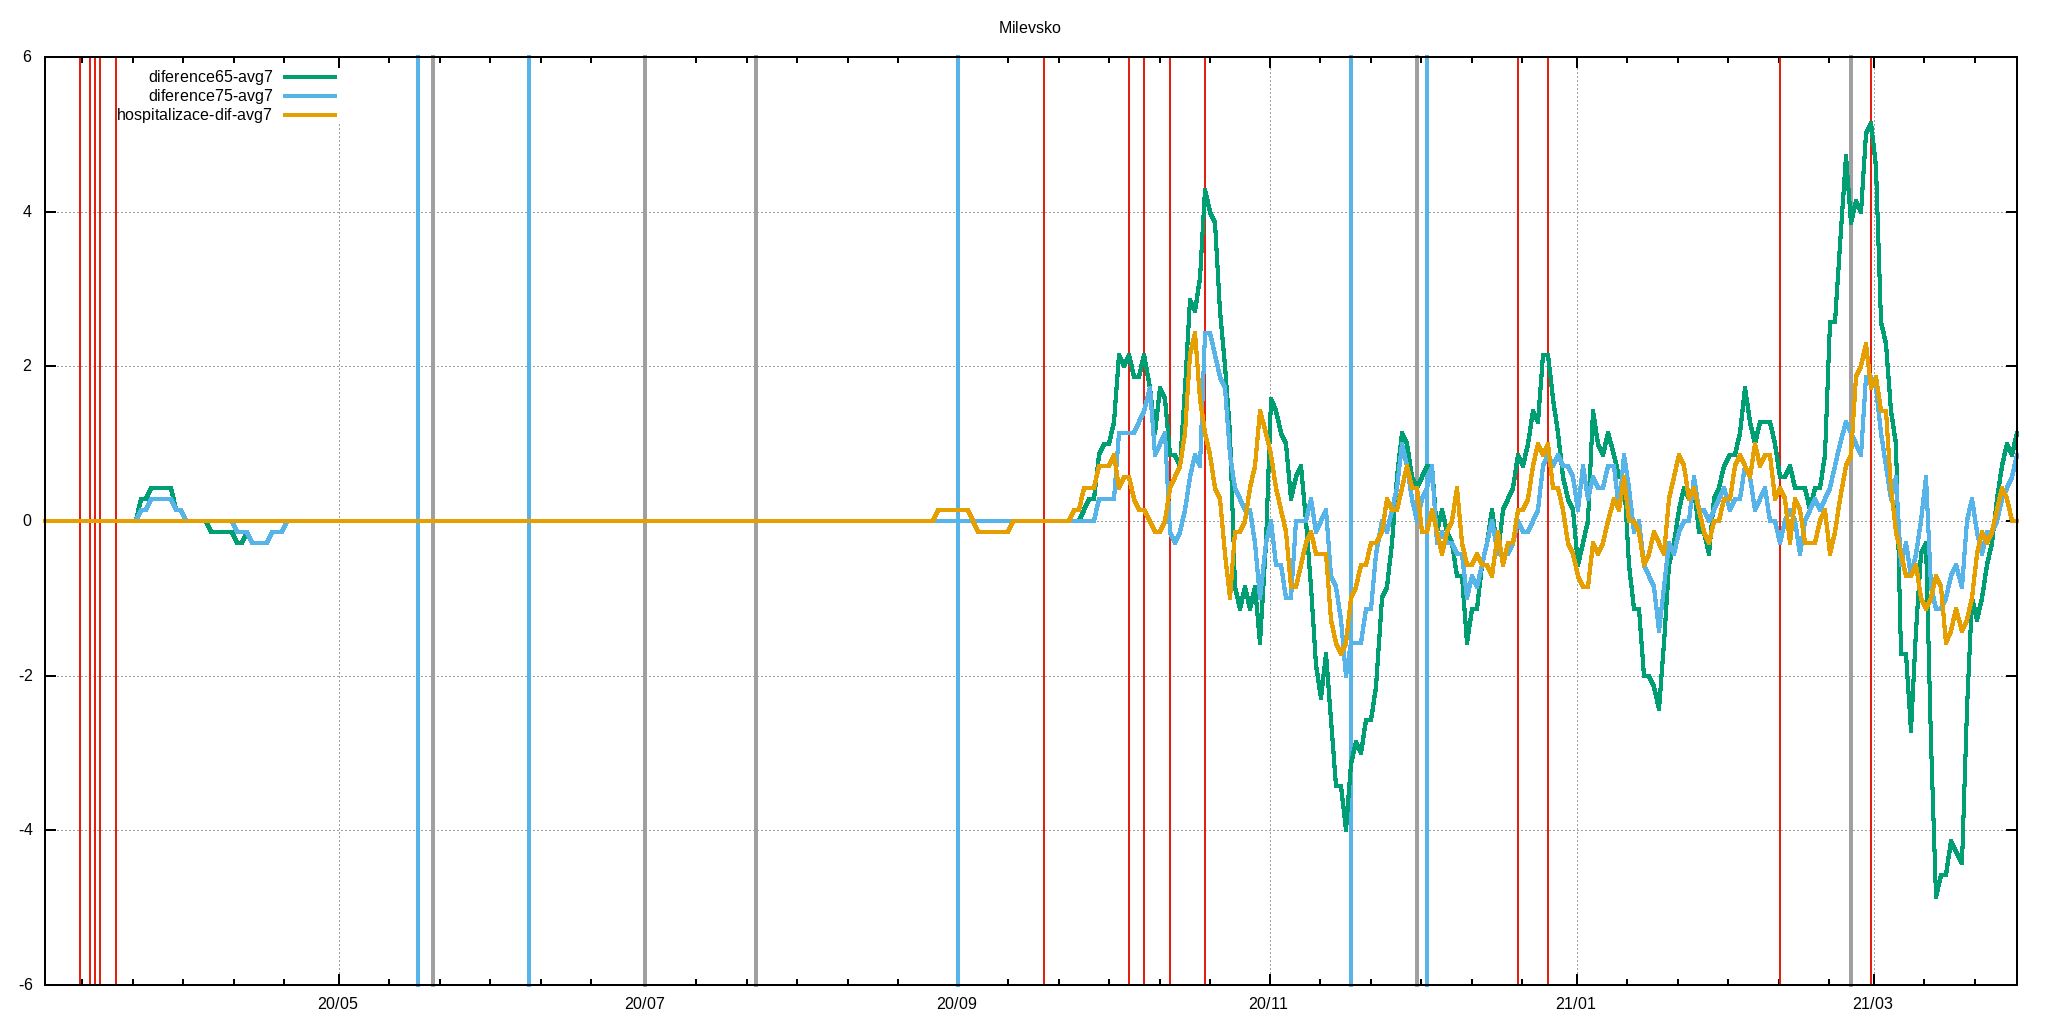 Milevsko
6
diference65-avg7
diference75-avg7
hospitalizace-dif-avg7
4
2
0
-2
-4
-6
20/05 20/07 20/09 20/11 21/01 21/03